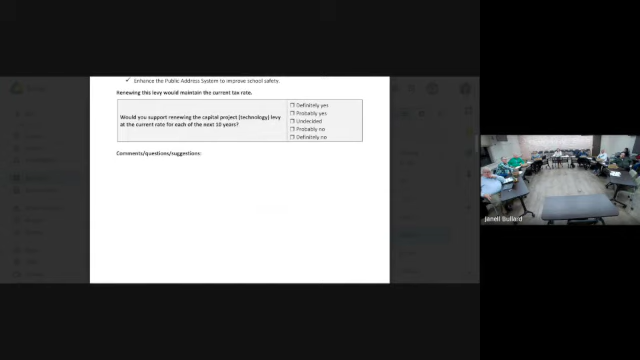 ✓ Enhance the Public Address System to improve school safety.
Renewing this levy would maintain the current tax rate.
Would you support renewing the capital project (technology) levy
at the current rate for each of the next 10 years?
☐ Definitely yes
☐ Probably yes
☐ Undecided
☐ Probably no
☐ Definitely no
Comments/questions/suggestions:
Janell Bullard